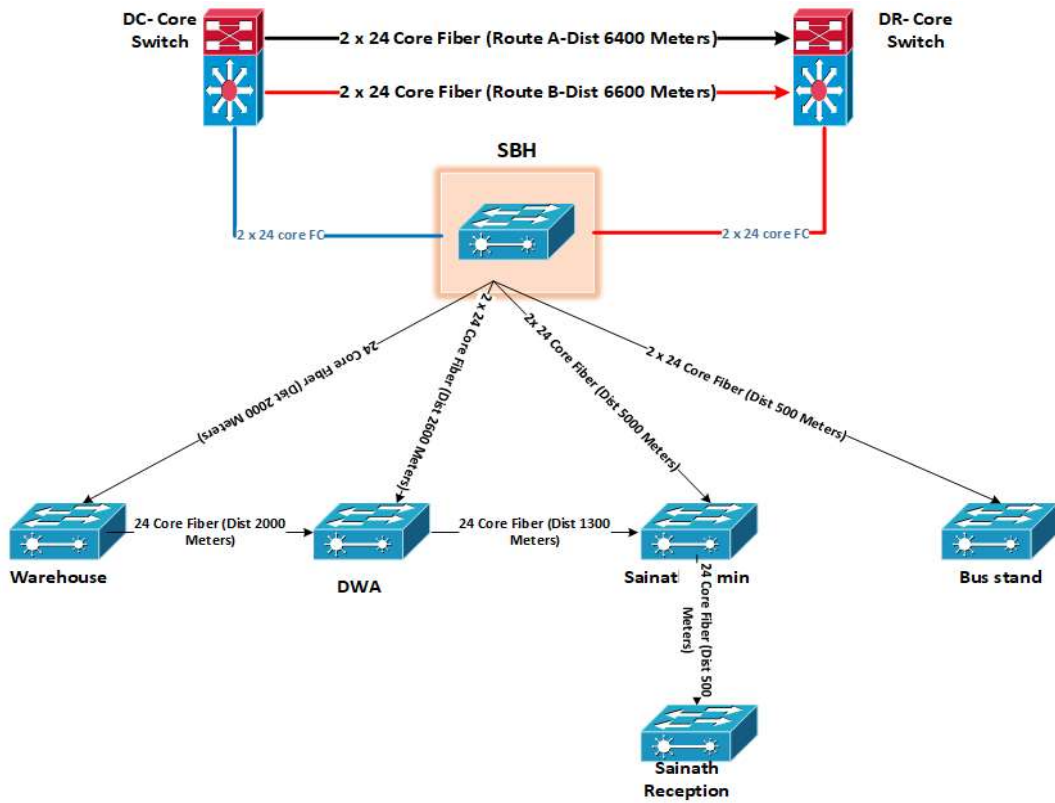 DC- Core
Switch
2 x 24 Core Fiber (Route A-Dist 6400 Meters)
DR- Core
Switch
2 x 24 Core Fiber (Route B-Dist 6600 Meters)
SBH
2 x 24 core FC
2 x 24 core FC
24 Core Fiber (Dist 2000 Meters)
2 x 24 Core Fiber (Dist 2600 Meters)
2x 24 Core Fiber (Dist 5000 Meters)
2 x 24 Core Fiber (Dist 500 Meters)
24 Core Fiber (Dist 2000
Meters)
24 Core Fiber (Dist 1300
Meters)
Warehouse
DWA
Bus stand
24 Core Fiber (Dist 500
Meters)
Sainath
Reception